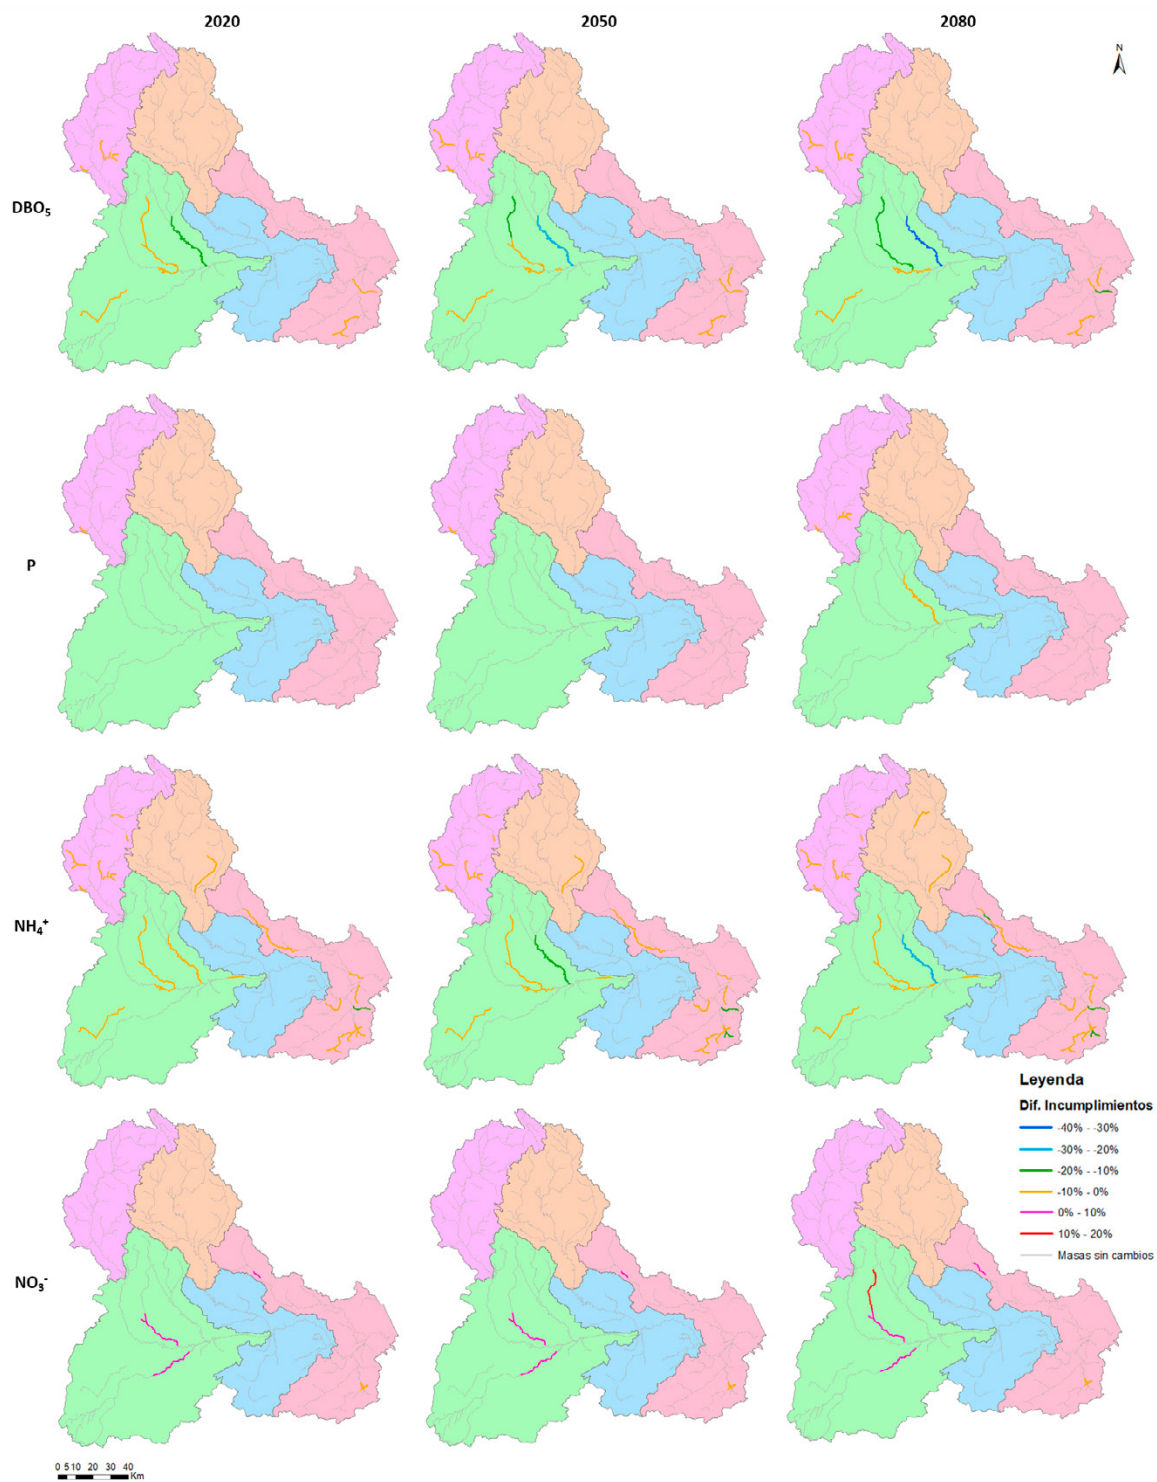 2020 2050 2080
N
DBO₅
P
NH₄⁺
Leyenda
Dif. Incumplimientos
-40% - -30%
-30% - -20%
-20% - -10%
-10% - 0%
0% - 10%
10% - 20%
Masas sin cambios
NO₃⁻
0 5 10 20 30 40
Km